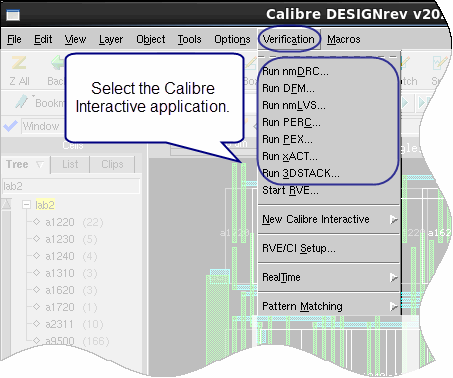 Calibre DESIGNrev v20
File Edit View Layer Object Tools Options Verification Macros
Z All
Bookm
Window
Select the Calibre
Interactive application.
Run nmDRC...
Run DFM...
Run nmLVS...
Run PERC...
Run PEX...
Run xACT...
Run 3DSTACK...
Start RVE...
New Calibre Interactive
RVE/CI Setup...
RealTime
Pattern Matching
Tree List Clips
lab2
lab2
a1220 (22)
a1230 (5)
a1240 (4)
a1310 (3)
a1620 (3)
a1720 (1)
a2311 (10)
a9500 (166)